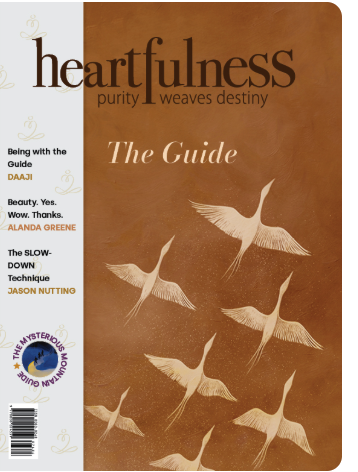 heartfulness
purity weaves destiny
The Guide
Being with the
Guide
DAAJI
Beauty. Yes.
Wow. Thanks.
ALANDA GREENE
The SLOW-
DOWN
Technique
JASON NUTTING
THE MYSTERIOUS MOUNTAIN GUIDE